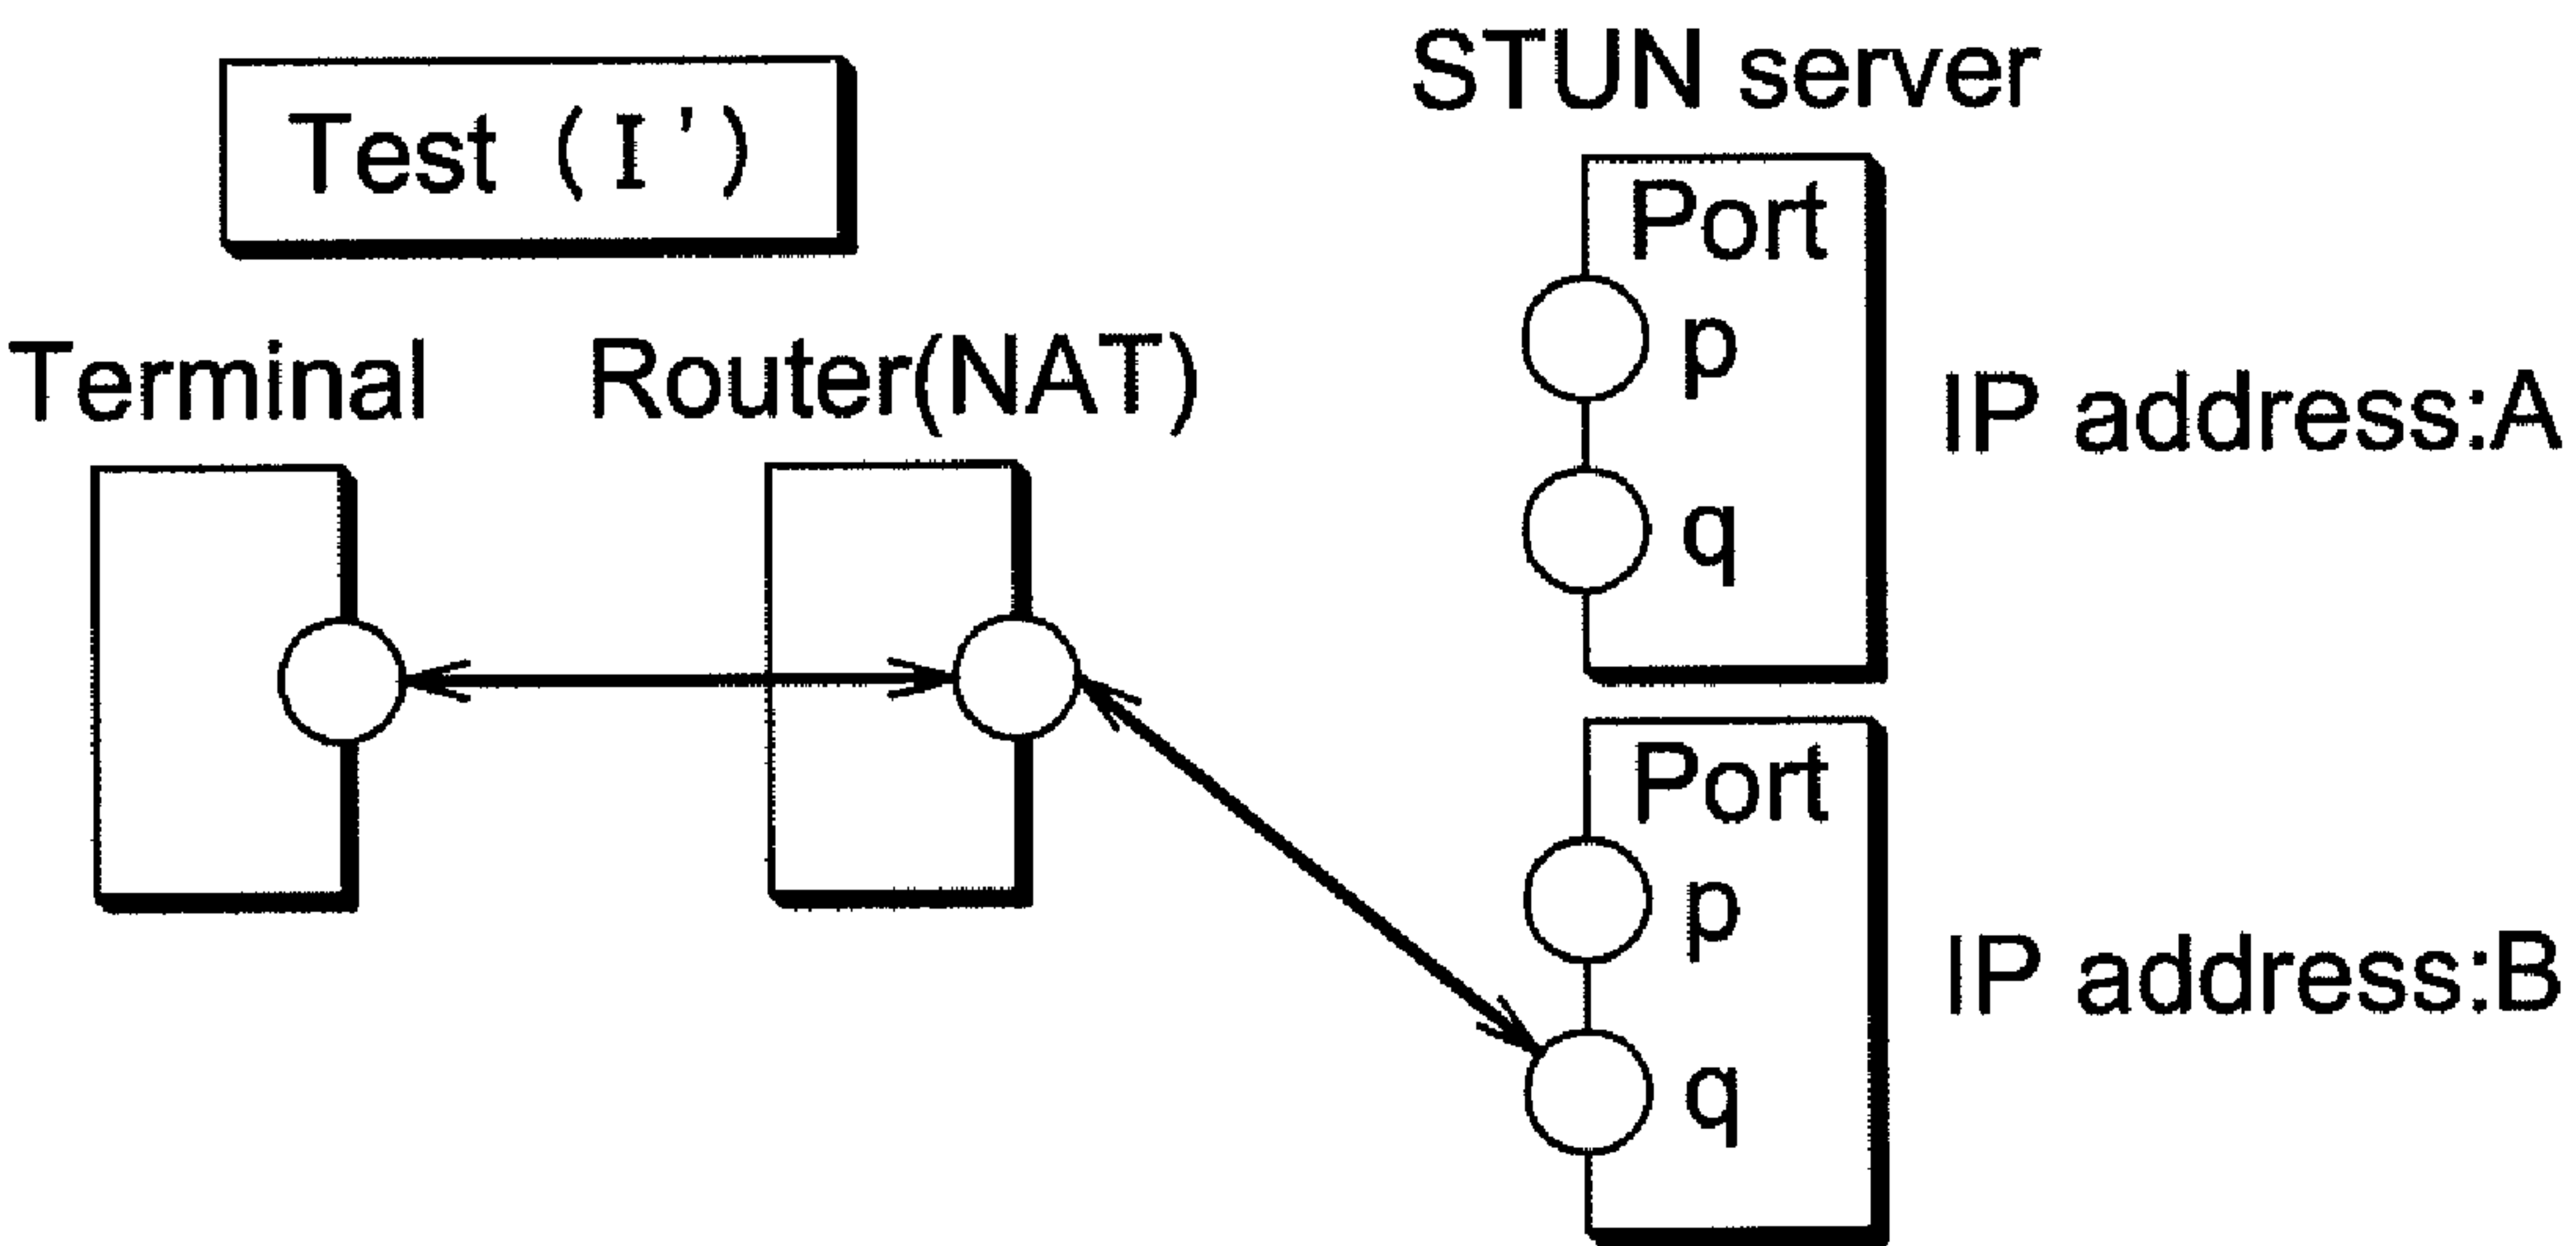 STUN server
Test (I')
Port
p
Terminal
Router(NAT)
IP address:A
q
Port
p
IP address:B
q